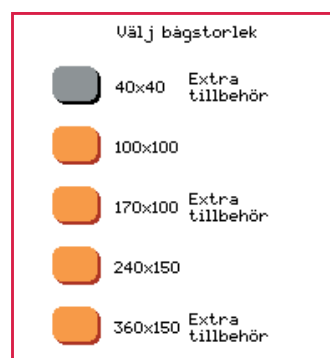 Välj bågstorlek
40x40 Extra tillbehör
100x100
170x100 Extra tillbehör
240x150
360x150 Extra tillbehör